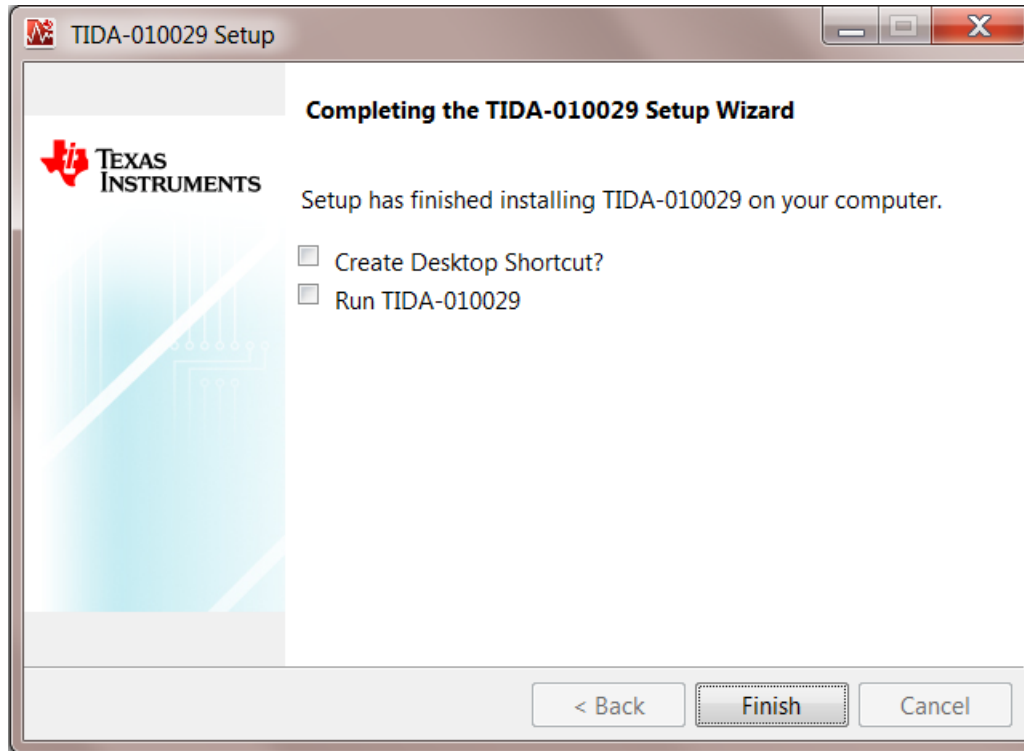 TIDA-010029 Setup
Completing the TIDA-010029 Setup Wizard
TEXAS
INSTRUMENTS
Setup has finished installing TIDA-010029 on your computer.
Create Desktop Shortcut?
Run TIDA-010029
< Back
Finish
Cancel